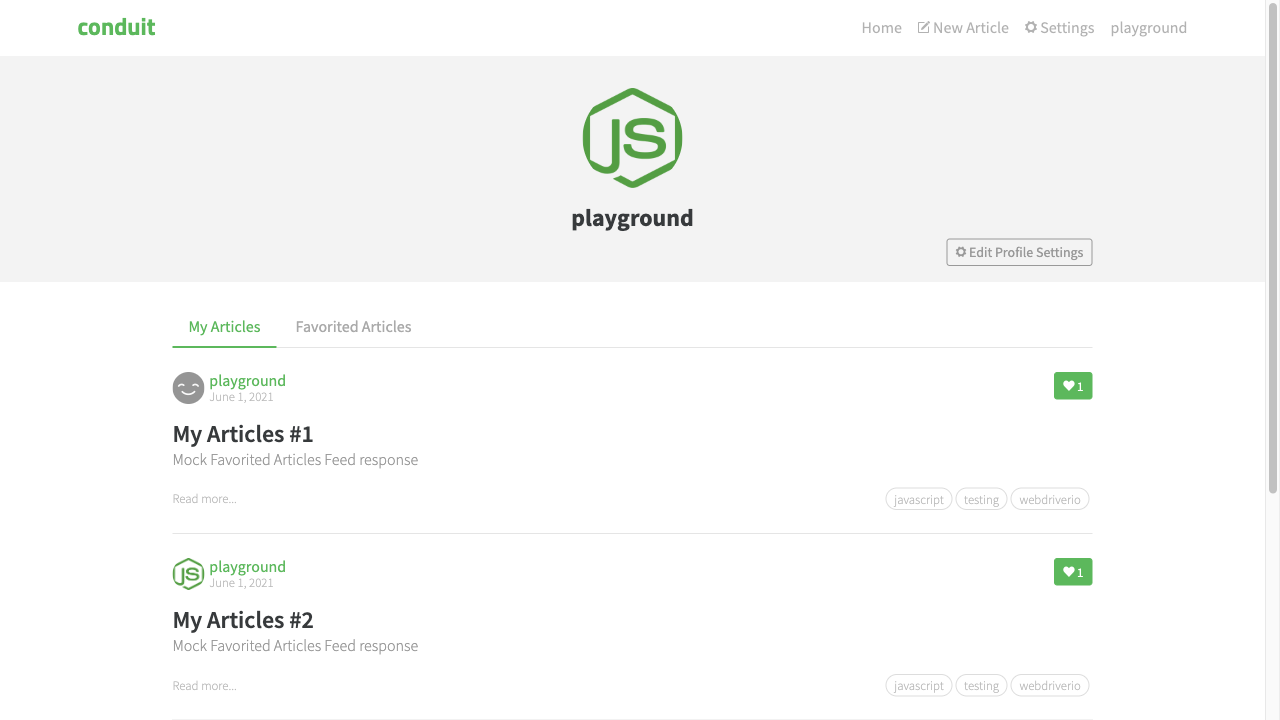 conduit
Home New Article Settings playground
JS
playground
Edit Profile Settings
My Articles Favorited Articles
playground
June 1, 2021
1
My Articles #1
Mock Favorited Articles Feed response
Read more...
javascript testing webdriverio
JS
playground
June 1, 2021
1
My Articles #2
Mock Favorited Articles Feed response
Read more...
javascript testing webdriverio